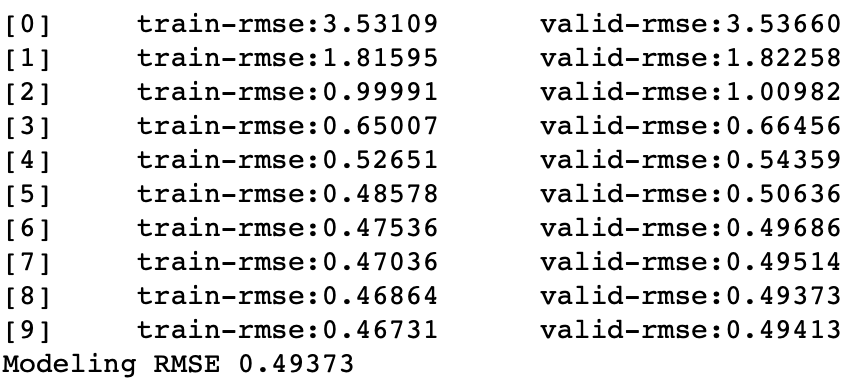 [0] train-rmse:3.53109 valid-rmse:3.53660
[1] train-rmse:1.81595 valid-rmse:1.82258
[2] train-rmse:0.99991 valid-rmse:1.00982
[3] train-rmse:0.65007 valid-rmse:0.66456
[4] train-rmse:0.52651 valid-rmse:0.54359
[5] train-rmse:0.48578 valid-rmse:0.50636
[6] train-rmse:0.47536 valid-rmse:0.49686
[7] train-rmse:0.47036 valid-rmse:0.49514
[8] train-rmse:0.46864 valid-rmse:0.49373
[9] train-rmse:0.46731 valid-rmse:0.49413
Modeling RMSE 0.49373